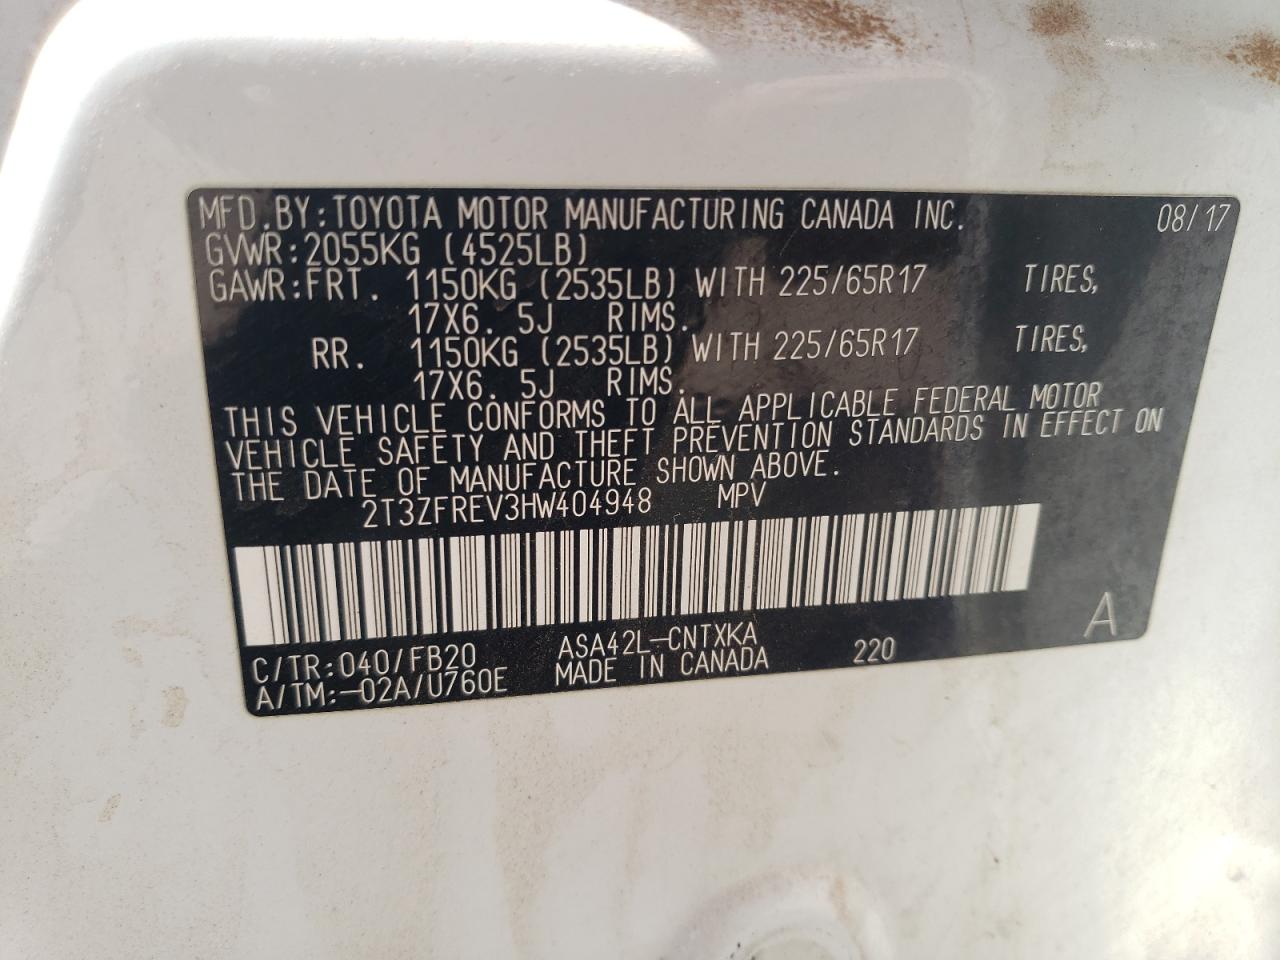 MFD.BY:TOYOTA MOTOR MANUFACTURING CANADA INC. 08/17
GVWR:2055KG (4525LB)
GAWR:FRT. 1150KG (2535LB) WITH 225/65R17 TIRES,
17X6. 5J RIMS.
RR. 1150KG (2535LB) WITH 225/65R17 TIRES,
17X6. 5J RIMS.
THIS VEHICLE CONFORMS TO ALL APPLICABLE FEDERAL MOTOR
VEHICLE SAFETY AND THEFT PREVENTION STANDARDS IN EFFECT ON
THE DATE OF MANUFACTURE SHOWN ABOVE.
2T3ZFREV3HW404948 MPV
A
C/TR:040/FB20 ASA42L-CNTXKA 220
A/TM:-02A/U760E MADE IN CANADA